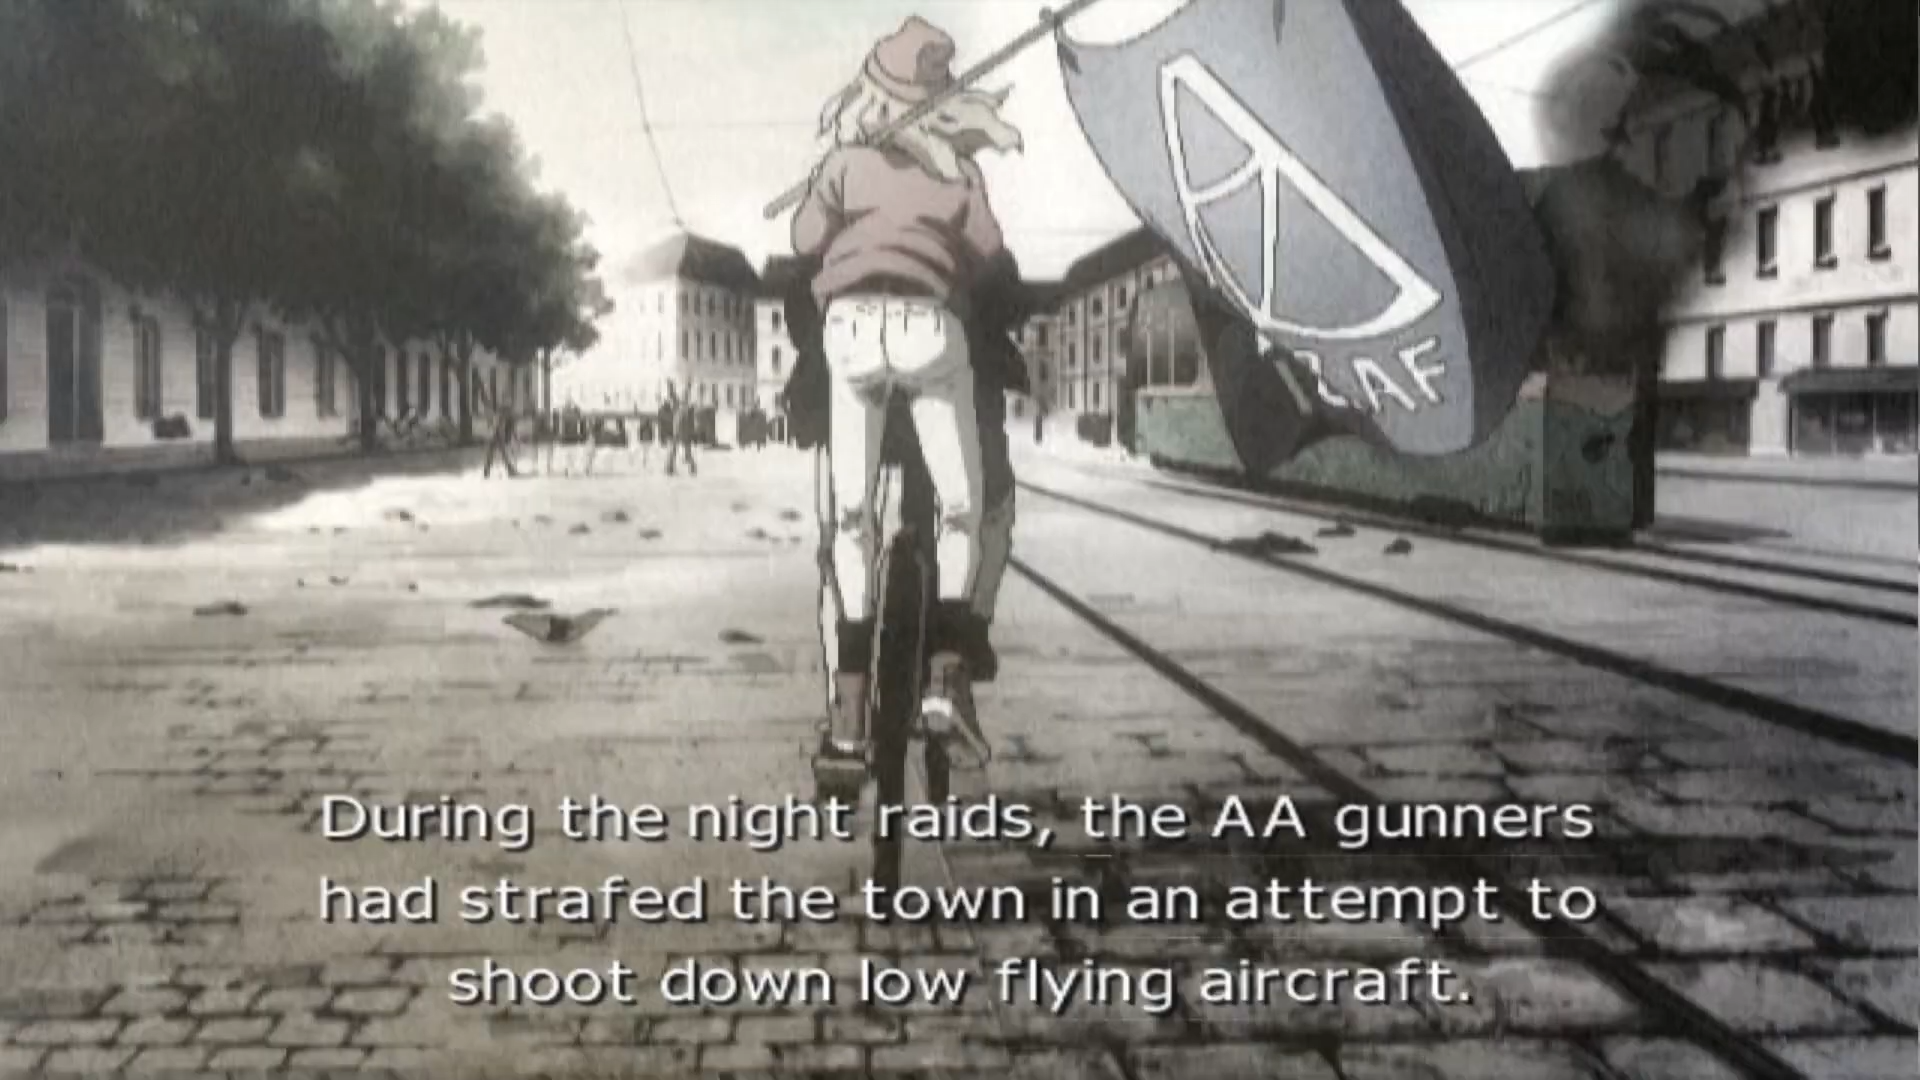 RAF
During the night raids, the AA gunners
had strafed the town in an attempt to
shoot down low flying aircraft.